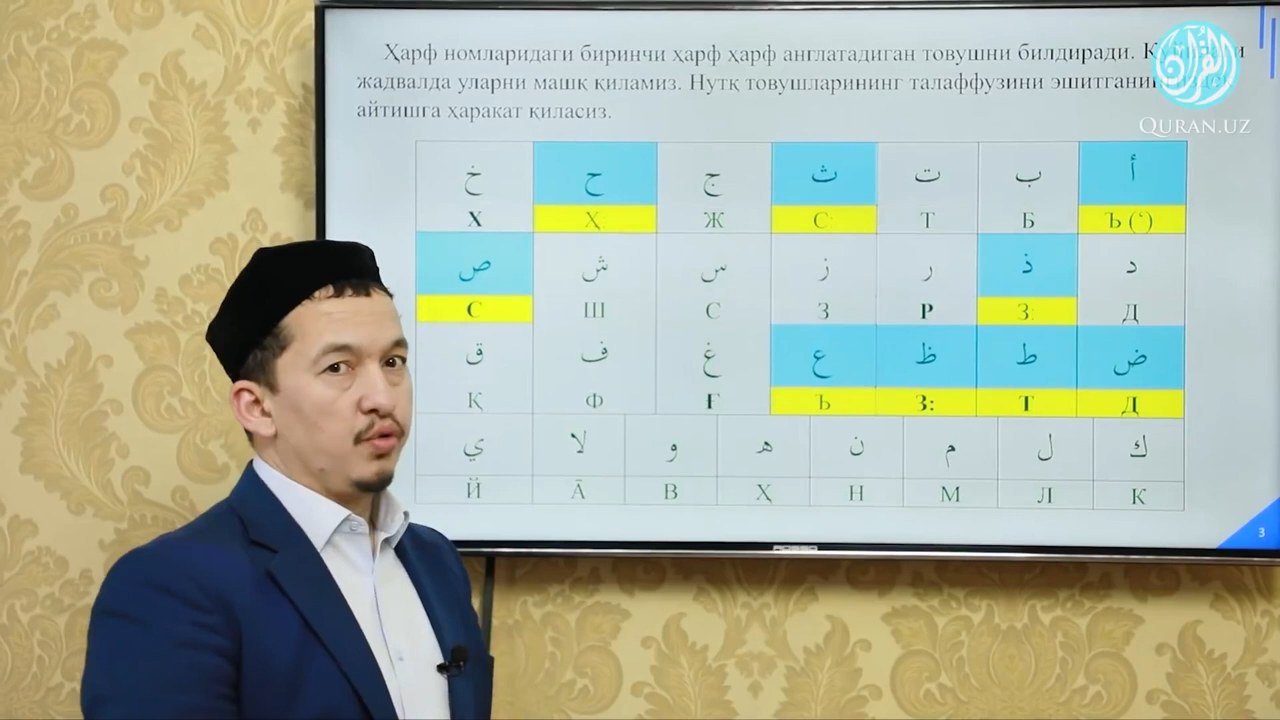 Ҳарф номларидаги биринчи ҳарф ҳарф англатадиган товушни билдиради.
жадвалда уларни машқ қиламиз. Нутқ товушларининг талаффузини
айтишга ҳаракат қиласиз.
القرآن
QURAN.UZ
أ ب ت ث ج ح خ
Х Ҳ: Ж С: Т Б Ъ (ʿ)
د ذ ر ز س ش ص
С Ш С З Р З: Д
ض ط ظ ع غ ف ق
Қ Ф Ғ Ъ З: Т Д
ك ل م ن ه و لا ي
Й Ā В Ҳ Н М Л К
3